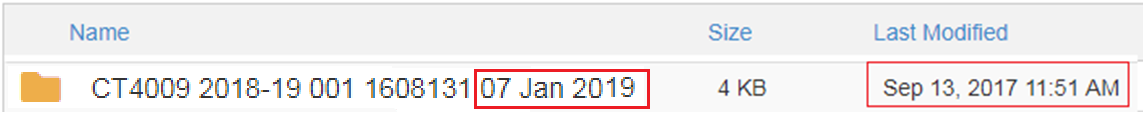 Name Size Last Modified
CT4009 2018-19 001 1608131 07 Jan 2019 4 KB Sep 13, 2017 11:51 AM